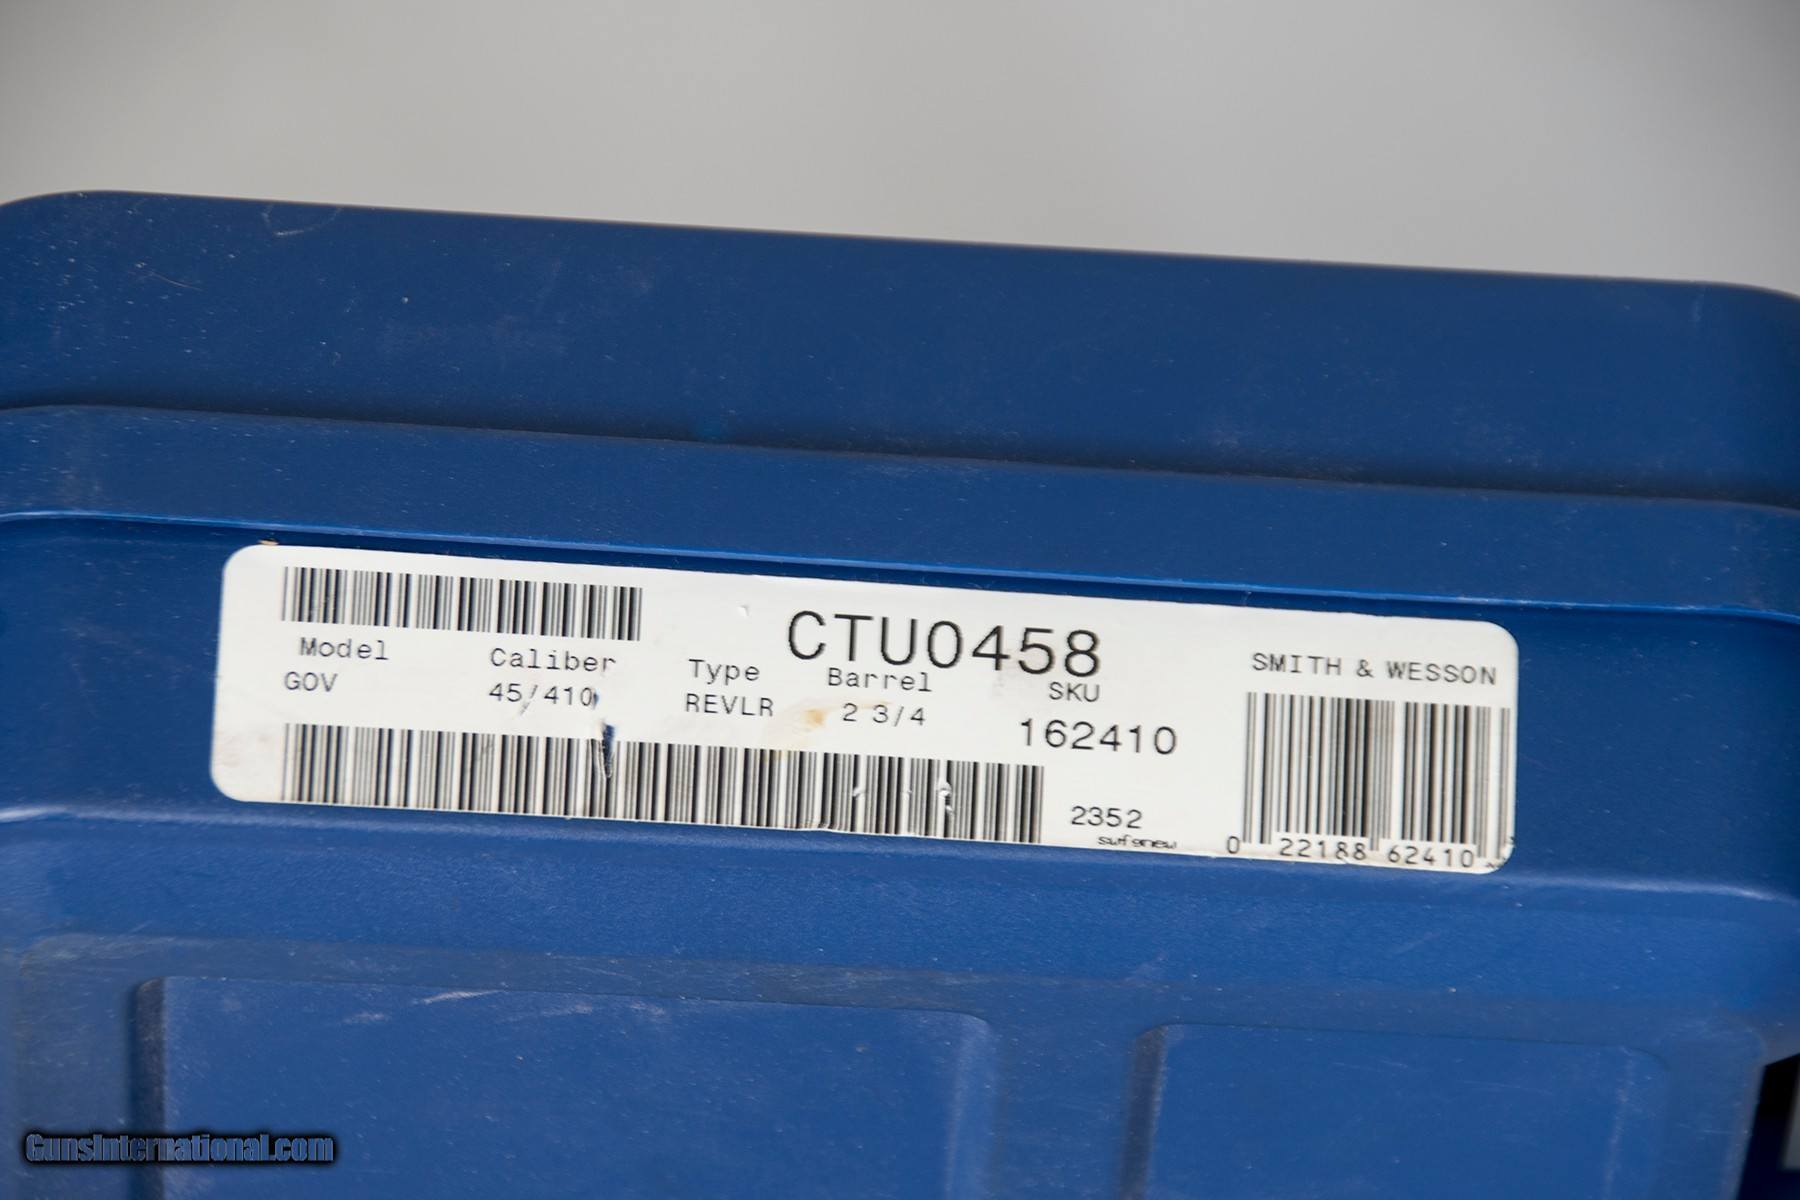 CTU0458
Model Caliber Type Barrel SKU
GOV 45/410 REVLR 2 3/4 162410
SMITH & WESSON
2352
swfgnew
0 22188 62410
GunsInternational.com